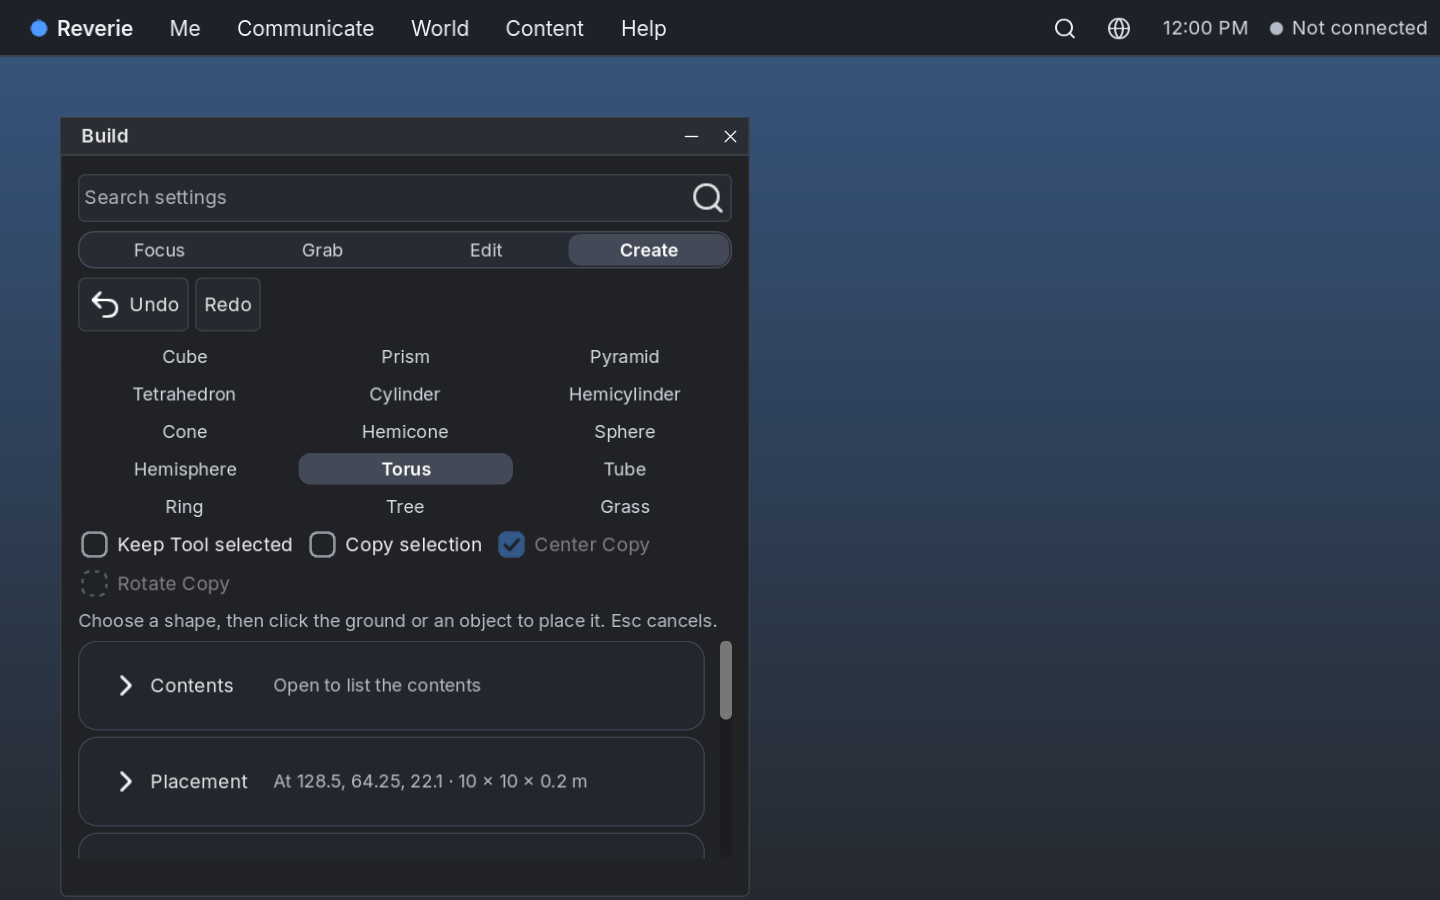 Reverie Me Communicate World Content Help 12:00 PM Not connected
Build
Search settings
Focus Grab Edit Create
Undo Redo
Cube Prism Pyramid
Tetrahedron Cylinder Hemicylinder
Cone Hemicone Sphere
Hemisphere Torus Tube
Ring Tree Grass
Keep Tool selected Copy selection Center Copy
Rotate Copy
Choose a shape, then click the ground or an object to place it. Esc cancels.
Contents Open to list the contents
Placement At 128.5, 64.25, 22.1 · 10 × 10 × 0.2 m